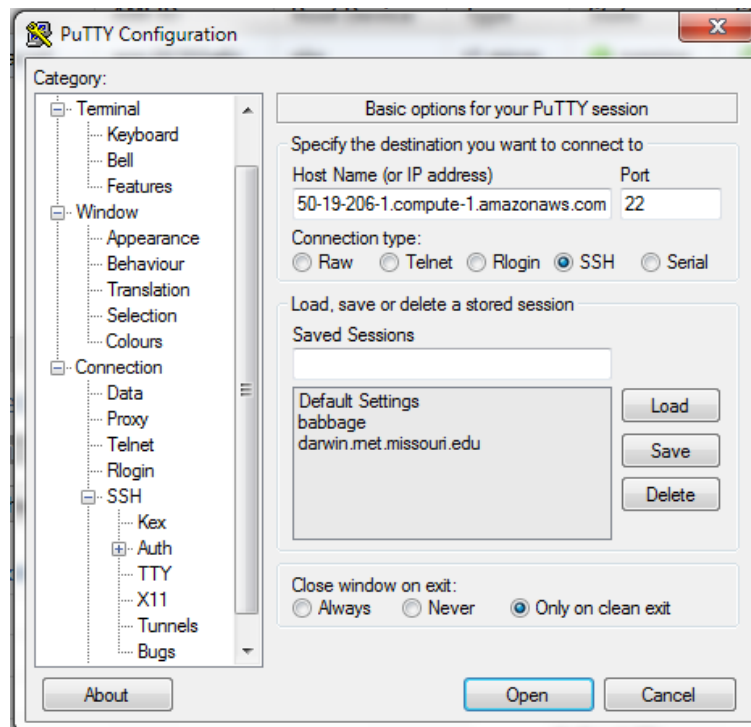 PuTTY Configuration
Category:
Terminal
Keyboard
Bell
Features
Window
Appearance
Behaviour
Translation
Selection
Colours
Connection
Data
Proxy
Telnet
Rlogin
SSH
Kex
Auth
TTY
X11
Tunnels
Bugs
Basic options for your PuTTY session
Specify the destination you want to connect to
Host Name (or IP address) Port
50-19-206-1.compute-1.amazonaws.com 22
Connection type:
Raw Telnet Rlogin SSH Serial
Load, save or delete a stored session
Saved Sessions
Default Settings
babbage
darwin.rnet.missouri.edu
Load
Save
Delete
Close window on exit:
Always Never Only on clean exit
About Open Cancel